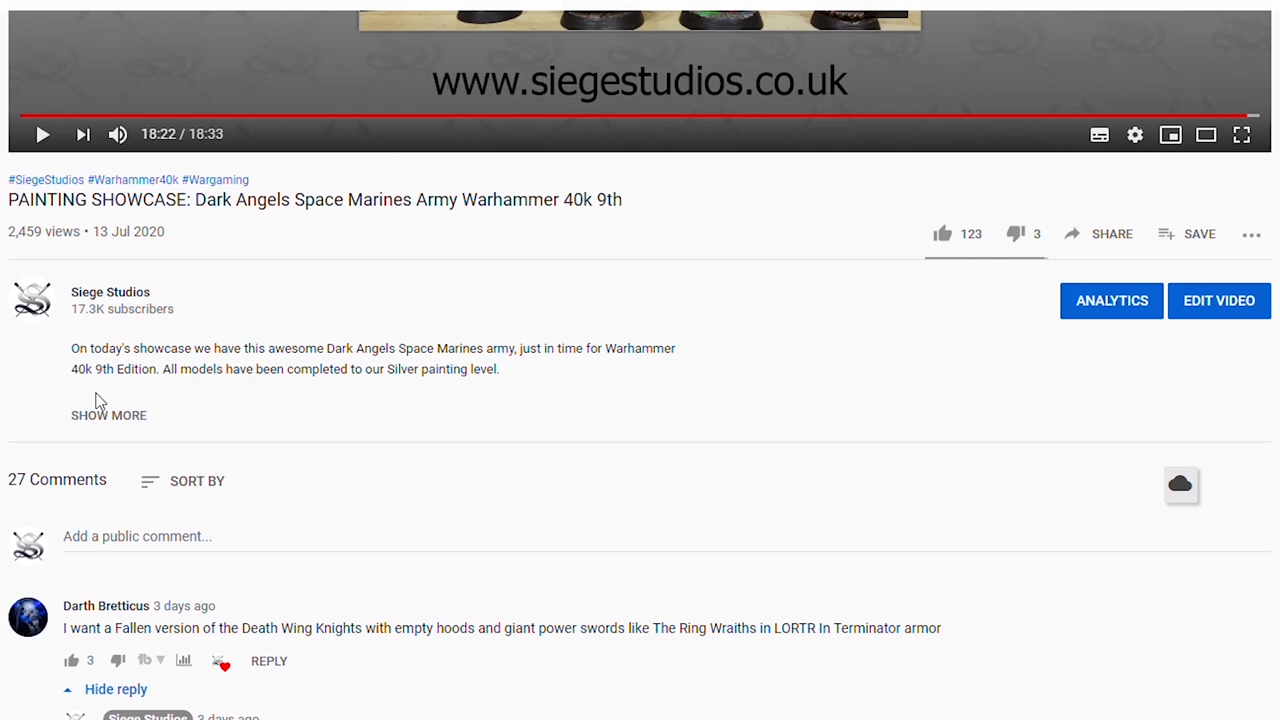 www.siegestudios.co.uk
18:22 / 18:33
#SiegeStudios #Warhammer40k #Wargaming
PAINTING SHOWCASE: Dark Angels Space Marines Army Warhammer 40k 9th
2,459 views • 13 Jul 2020
123 3 SHARE SAVE
Siege Studios
17.3K subscribers
ANALYTICS EDIT VIDEO
On today's showcase we have this awesome Dark Angels Space Marines army, just in time for Warhammer
40k 9th Edition. All models have been completed to our Silver painting level.
SHOW MORE
27 Comments SORT BY
Add a public comment...
Darth Bretticus 3 days ago
I want a Fallen version of the Death Wing Knights with empty hoods and giant power swords like The Ring Wraiths in LORTR In Terminator armor
3 REPLY
Hide reply
Siege Studios 3 days ago